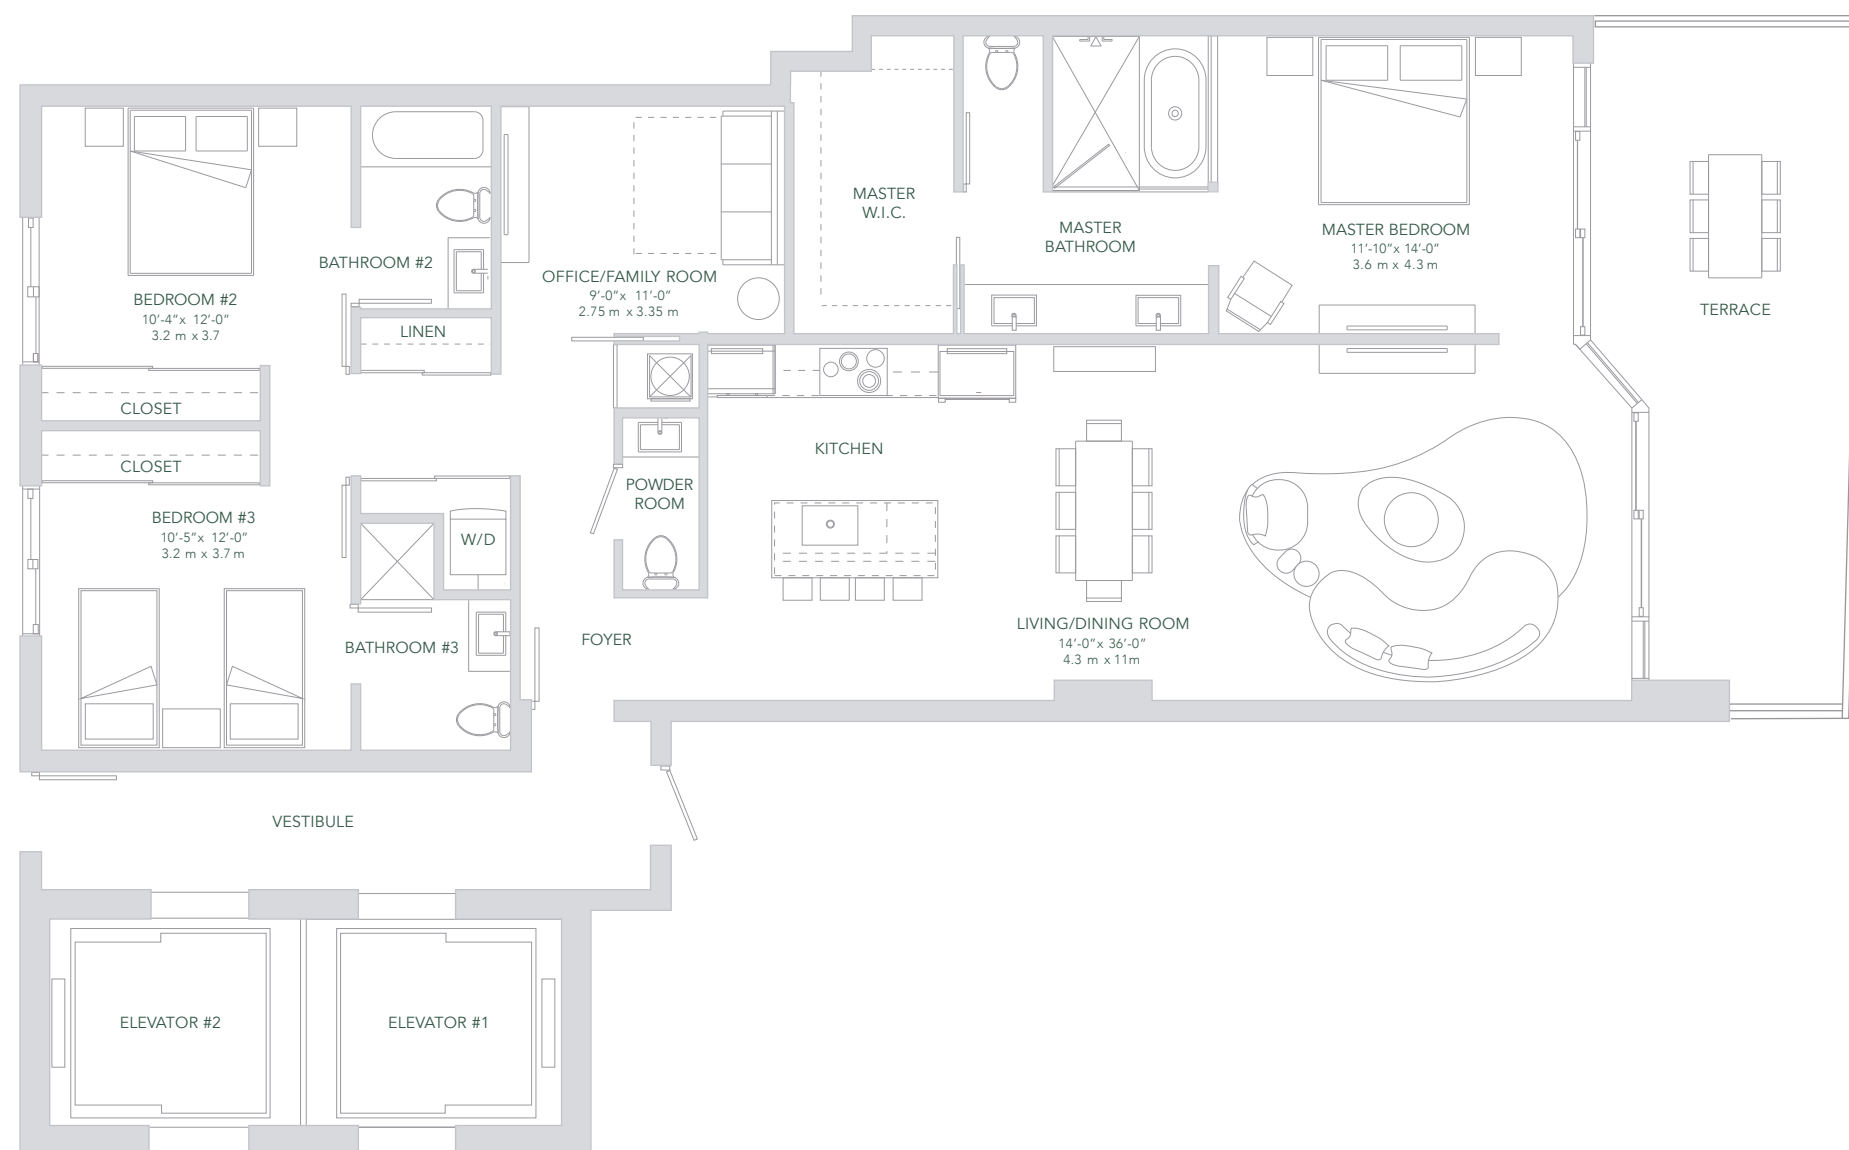 MASTER
W.I.C.
MASTER
BATHROOM
MASTER BEDROOM
11'-10"x 14'-0"
3.6 m x 4.3 m
TERRACE
BATHROOM #2
OFFICE/FAMILY ROOM
9'-0"x 11'-0"
2.75 m x 3.35 m
BEDROOM #2
10'-4"x 12'-0"
3.2 m x 3.7
LINEN
CLOSET
CLOSET
KITCHEN
POWDER
ROOM
BEDROOM #3
10'-5"x 12'-0"
3.2 m x 3.7 m
W/D
BATHROOM #3
FOYER
LIVING/DINING ROOM
14'-0"x 36'-0"
4.3 m x 11m
VESTIBULE
ELEVATOR #2
ELEVATOR #1